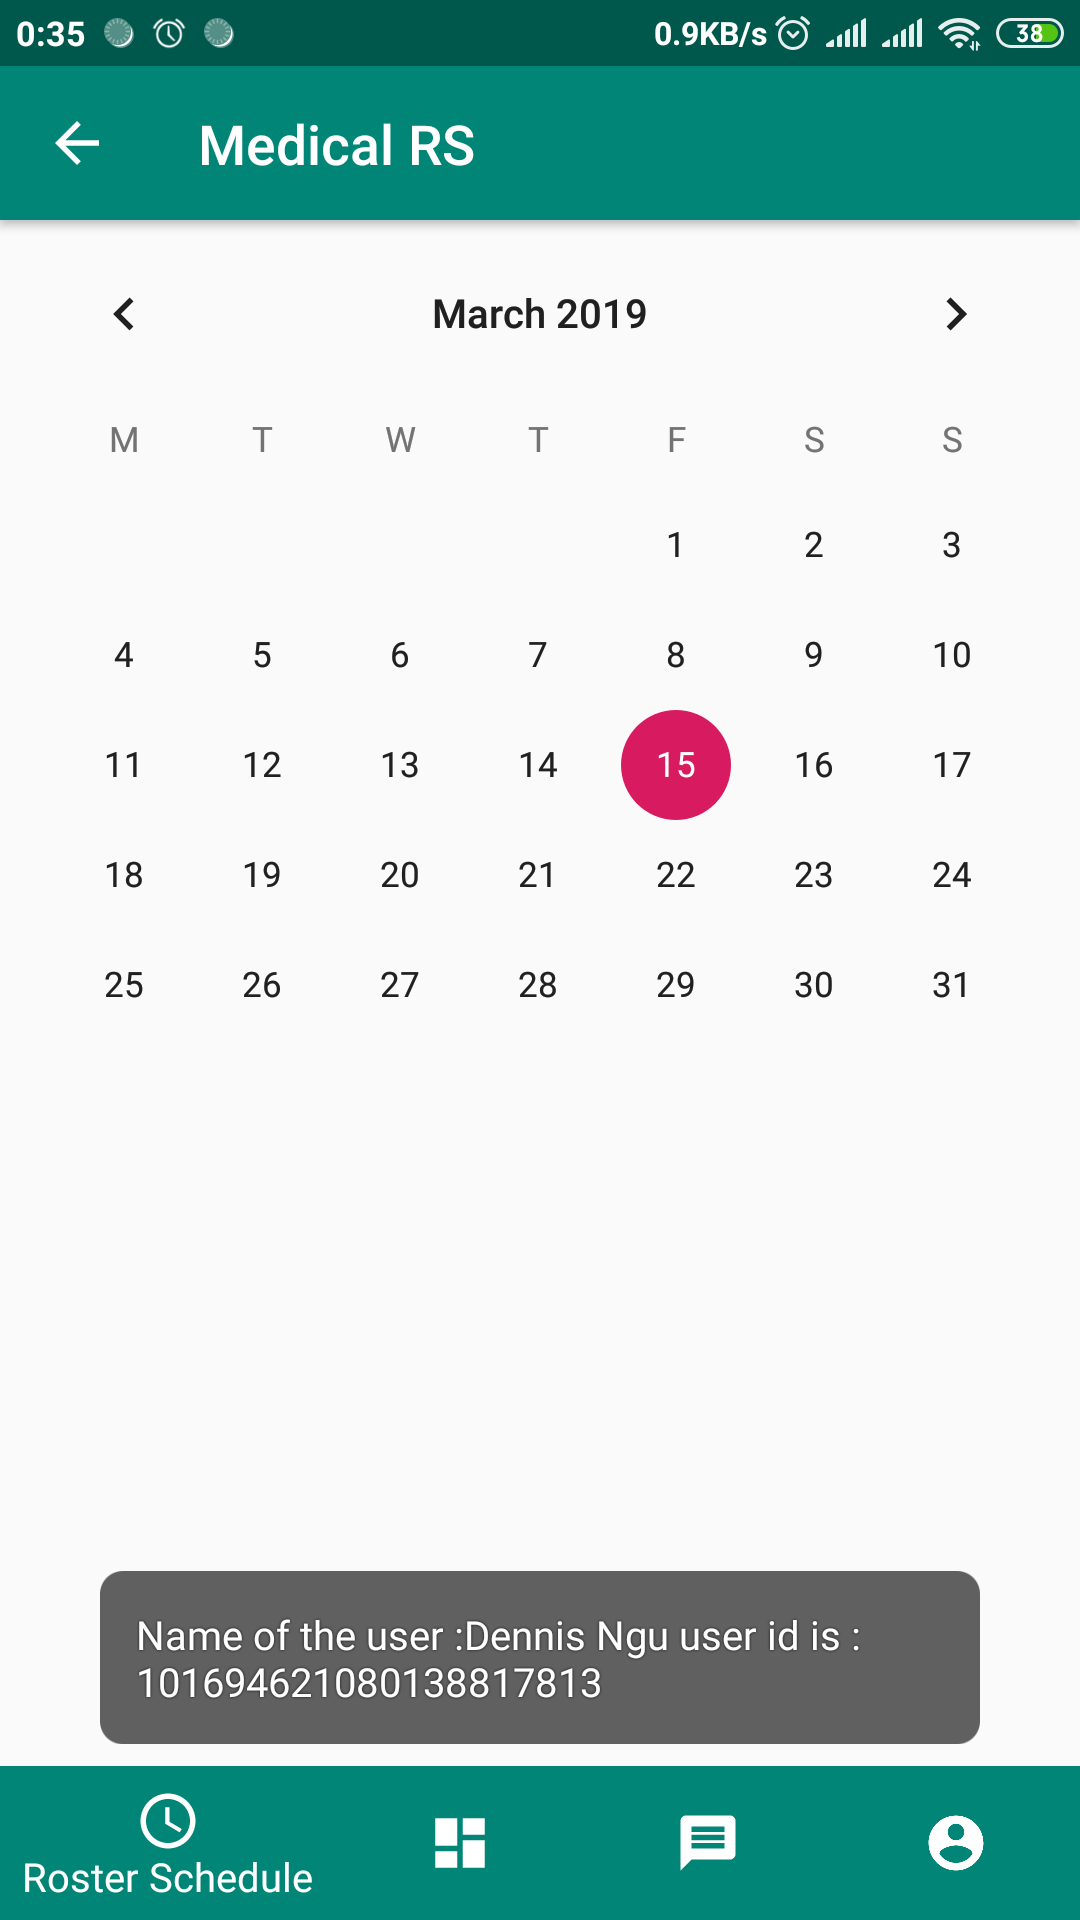 0:35 0.9KB/s 38
Medical RS
March 2019
M T W T F S S
1 2 3
4 5 6 7 8 9 10
11 12 13 14 15 16 17
18 19 20 21 22 23 24
25 26 27 28 29 30 31
Name of the user :Dennis Ngu user id is :
101694621080138817813
Roster Schedule